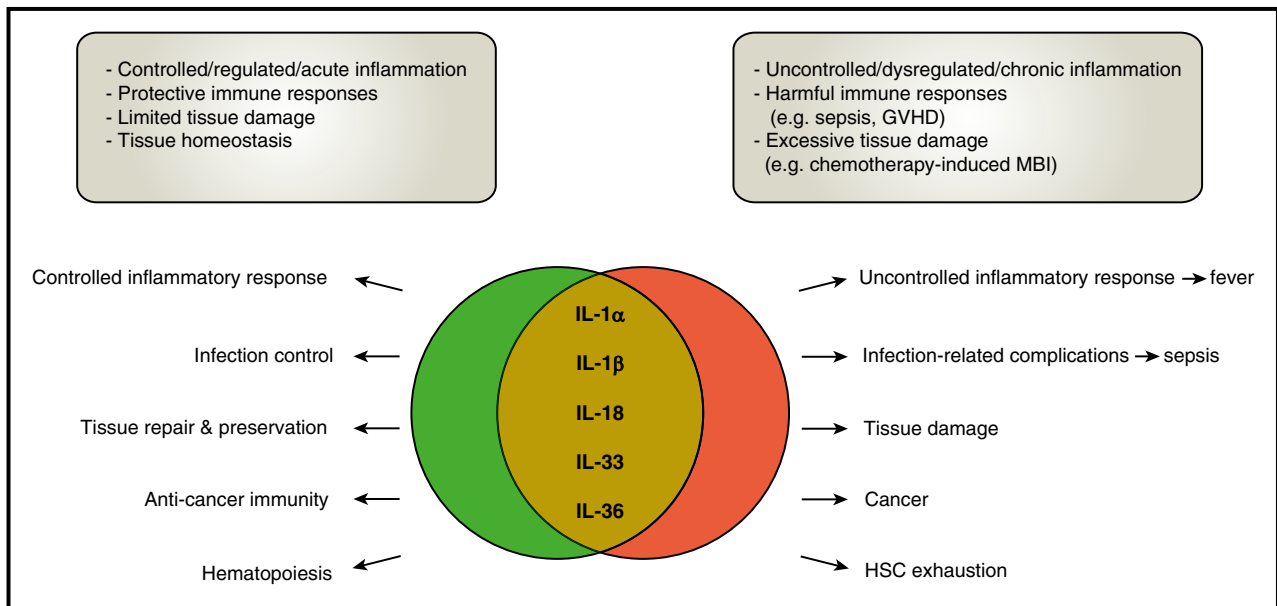 - Controlled/regulated/acute inflammation
- Protective immune responses
- Limited tissue damage
- Tissue homeostasis
- Uncontrolled/dysregulated/chronic inflammation
- Harmful immune responses
(e.g. sepsis, GVHD)
- Excessive tissue damage
(e.g. chemotherapy-induced MBI)
Controlled inflammatory response
Infection control
Tissue repair & preservation
Anti-cancer immunity
Hematopoiesis
IL-1α
IL-1β
IL-18
IL-33
IL-36
Uncontrolled inflammatory response → fever
Infection-related complications → sepsis
Tissue damage
Cancer
HSC exhaustion